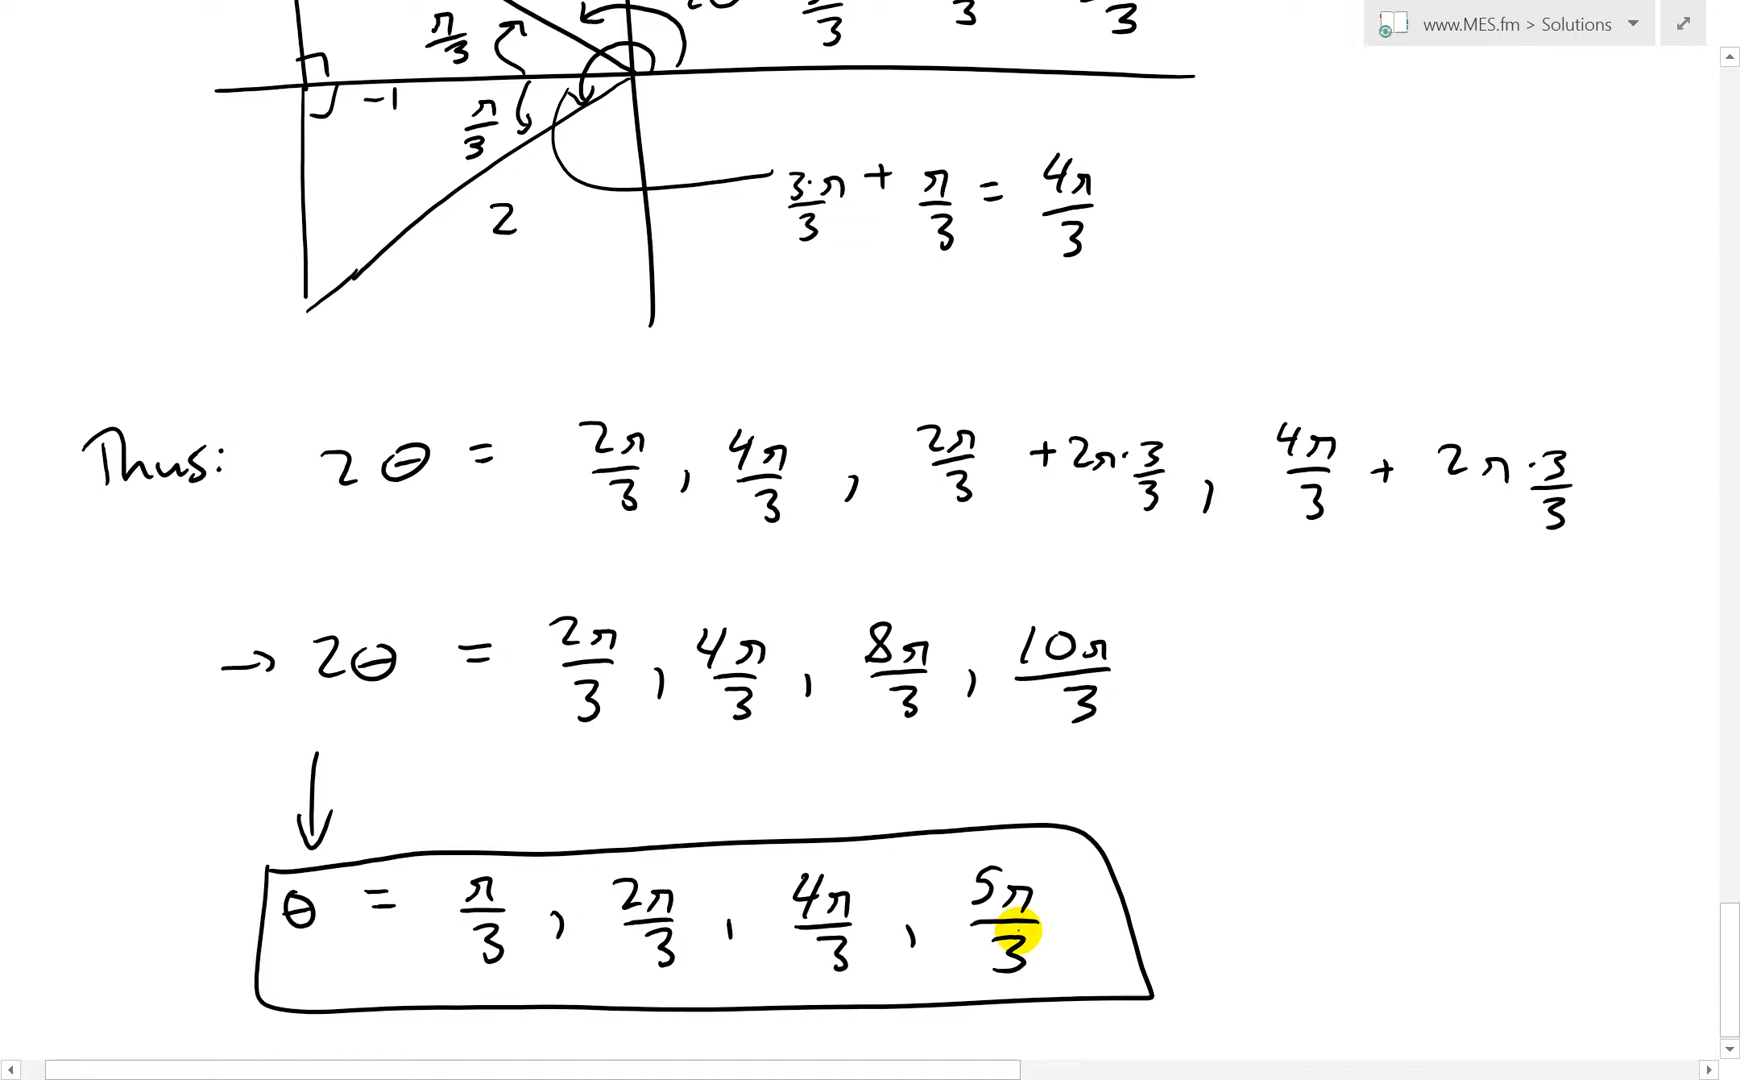 www.MES.fm > Solutions
π/3
3 3
-1
π/3
3·π/3 + π/3 = 4π/3
2
Thus: 2θ = 2π/3 , 4π/3 , 2π/3 + 2π·3/3 , 4π/3 + 2π·3/3
→ 2θ = 2π/3 , 4π/3 , 8π/3 , 10π/3
θ = π/3 , 2π/3 , 4π/3 , 5π/3